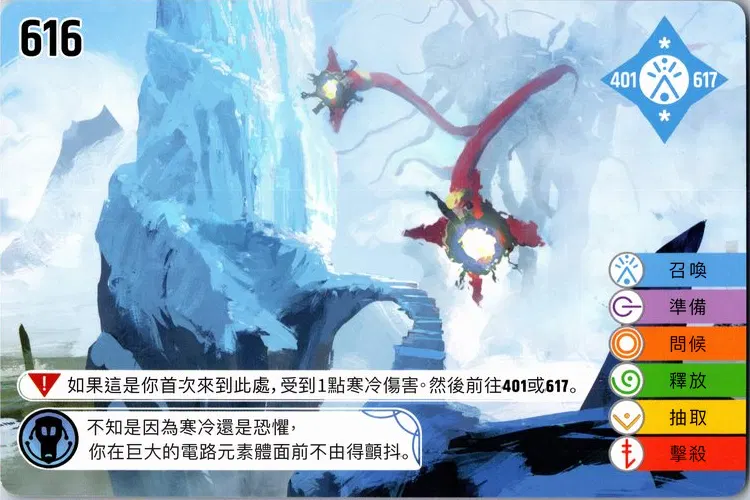 616
*
401 617
*
召喚
準備
問候
釋放
抽取
擊殺
! 如果這是你首次來到此處,受到1點寒冷傷害。然後前往401或617。
不知是因為寒冷還是恐懼,
你在巨大的電路元素體面前不由得顫抖。